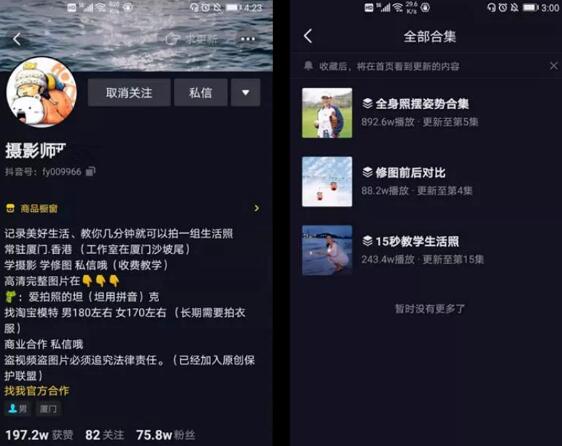 4:23
求更新
取消关注
私信
摄影师
抖音号：fy009966
商品橱窗
记录美好生活、教你几分钟就可以拍一组生活照
常驻厦门.香港（工作室在厦门沙坡尾）
学摄影 学修图 私信哦（收费教学）
高清完整图片在👇👇👇
：爱拍照的坦（坦用拼音）克
找淘宝模特 男180左右 女170左右（长期需要拍衣
服）
商业合作 私信哦
盗视频盗图片必须追究法律责任。（已经加入原创保
护联盟）
找我官方合作
男
厦门
197.2w 获赞 82 关注 75.8w 粉丝
29.6
K/s
3:00
全部合集
收藏后，将在首页看到更新的内容
全身照摆姿势合集
892.6w播放 · 更新至第5集
修图前后对比
88.2w播放 · 更新至第4集
15秒教学生活照
243.4w播放 · 更新至第15集
暂时没有更多了